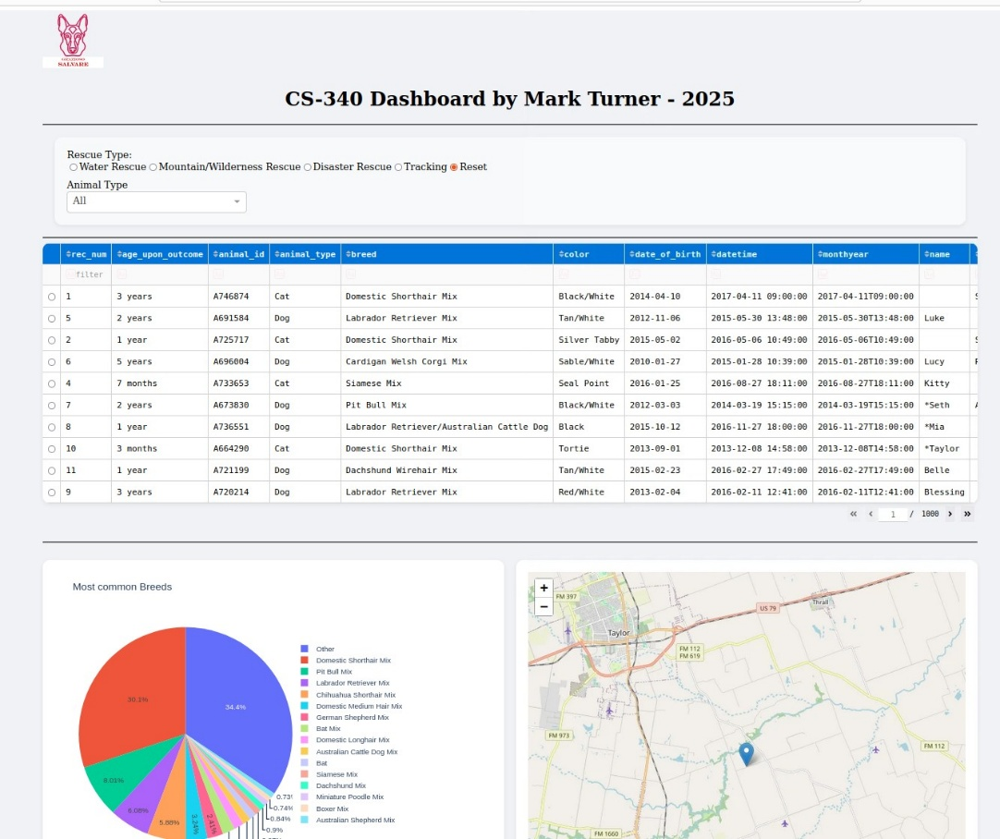 GRAZIOSO
SALVARE
CS-340 Dashboard by Mark Turner - 2025
Rescue Type:
Water Rescue Mountain/Wilderness Rescue Disaster Rescue Tracking Reset
Animal Type
All
rec_num age_upon_outcome animal_id animal_type breed color date_of_birth datetime monthyear name
filter
1 3 years A746874 Cat Domestic Shorthair Mix Black/White 2014-04-10 2017-04-11 09:00:00 2017-04-11T09:00:00
5 2 years A691584 Dog Labrador Retriever Mix Tan/White 2012-11-06 2015-05-30 13:48:00 2015-05-30T13:48:00 Luke
2 1 year A725717 Cat Domestic Shorthair Mix Silver Tabby 2015-05-02 2016-05-06 10:49:00 2016-05-06T10:49:00
6 5 years A696004 Dog Cardigan Welsh Corgi Mix Sable/White 2010-01-27 2015-01-28 10:39:00 2015-01-28T10:39:00 Lucy
4 7 months A733653 Cat Siamese Mix Seal Point 2016-01-25 2016-08-27 18:11:00 2016-08-27T18:11:00 Kitty
7 2 years A673830 Dog Pit Bull Mix Black/White 2012-03-03 2014-03-19 15:15:00 2014-03-19T15:15:00 *Seth
8 1 year A736551 Dog Labrador Retriever/Australian Cattle Dog Black 2015-10-12 2016-11-27 18:00:00 2016-11-27T18:00:00 *Mia
10 3 months A664290 Cat Domestic Shorthair Mix Tortie 2013-09-01 2013-12-08 14:58:00 2013-12-08T14:58:00 *Taylor
11 1 year A721199 Dog Dachshund Wirehair Mix Tan/White 2015-02-23 2016-02-27 17:49:00 2016-02-27T17:49:00 Belle
9 3 years A720214 Dog Labrador Retriever Mix Red/White 2013-02-04 2016-02-11 12:41:00 2016-02-11T12:41:00 Blessing
« ‹ 1 / 1000 › »
Most common Breeds
34.4%
30.1%
8.01%
6.08%
5.88%
3.24%
2.41%
0.73%
0.74%
0.84%
0.9%
Other
Domestic Shorthair Mix
Pit Bull Mix
Labrador Retriever Mix
Chihuahua Shorthair Mix
Domestic Medium Hair Mix
German Shepherd Mix
Bat Mix
Domestic Longhair Mix
Australian Cattle Dog Mix
Bat
Siamese Mix
Dachshund Mix
Miniature Poodle Mix
Boxer Mix
Australian Shepherd Mix
+
−
FM 397
US 79
Thrall
Taylor
FM 112
FM 619
FM 973
FM 112
FM 1660